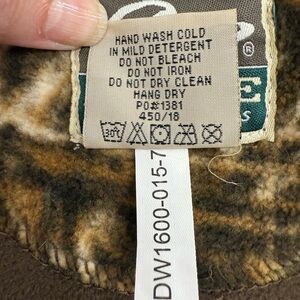 HAND WASH COLD
IN MILD DETERGENT
DO NOT BLEACH
DO NOT IRON
DO NOT DRY CLEAN
HANG DRY
PO#1381
450/18
30°
DW1600-015-7